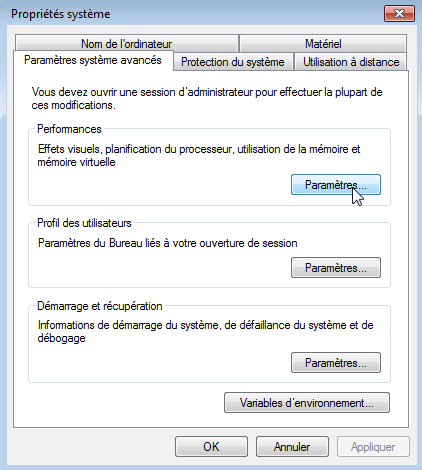 Propriétés système
Nom de l'ordinateur
Matériel
Paramètres système avancés
Protection du système
Utilisation à distance
Vous devez ouvrir une session d'administrateur pour effectuer la plupart de
ces modifications.
Performances
Effets visuels, planification du processeur, utilisation de la mémoire et
mémoire virtuelle
Paramètres...
Profil des utilisateurs
Paramètres du Bureau liés à votre ouverture de session
Paramètres...
Démarrage et récupération
Informations de démarrage du système, de défaillance du système et de
débogage
Paramètres...
Variables d'environnement...
OK
Annuler
Appliquer